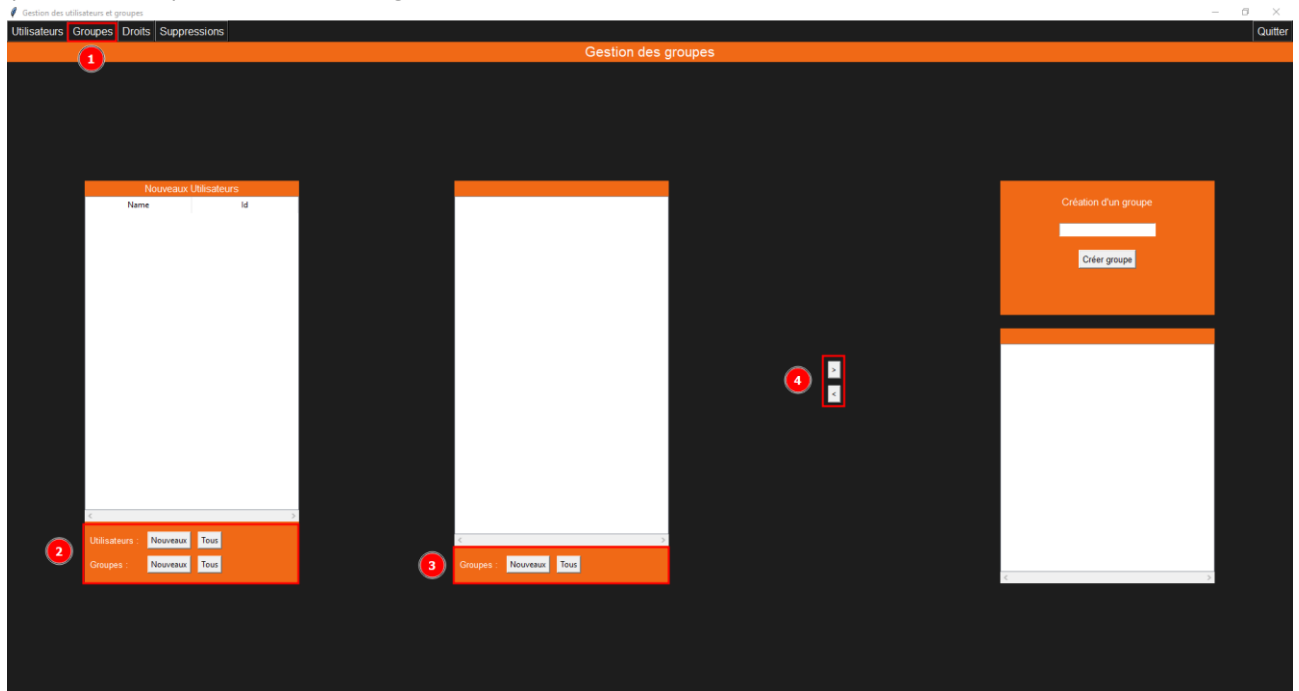 Gestion des utilisateurs et groupes
Utilisateurs Groupes Droits Suppressions Quitter
1
Gestion des groupes
Nouveaux Utilisateurs
Name Id
Création d'un groupe
Créer groupe
4
>
<
2
Utilisateurs : Nouveaux Tous
Groupes : Nouveaux Tous
3
Groupes : Nouveaux Tous